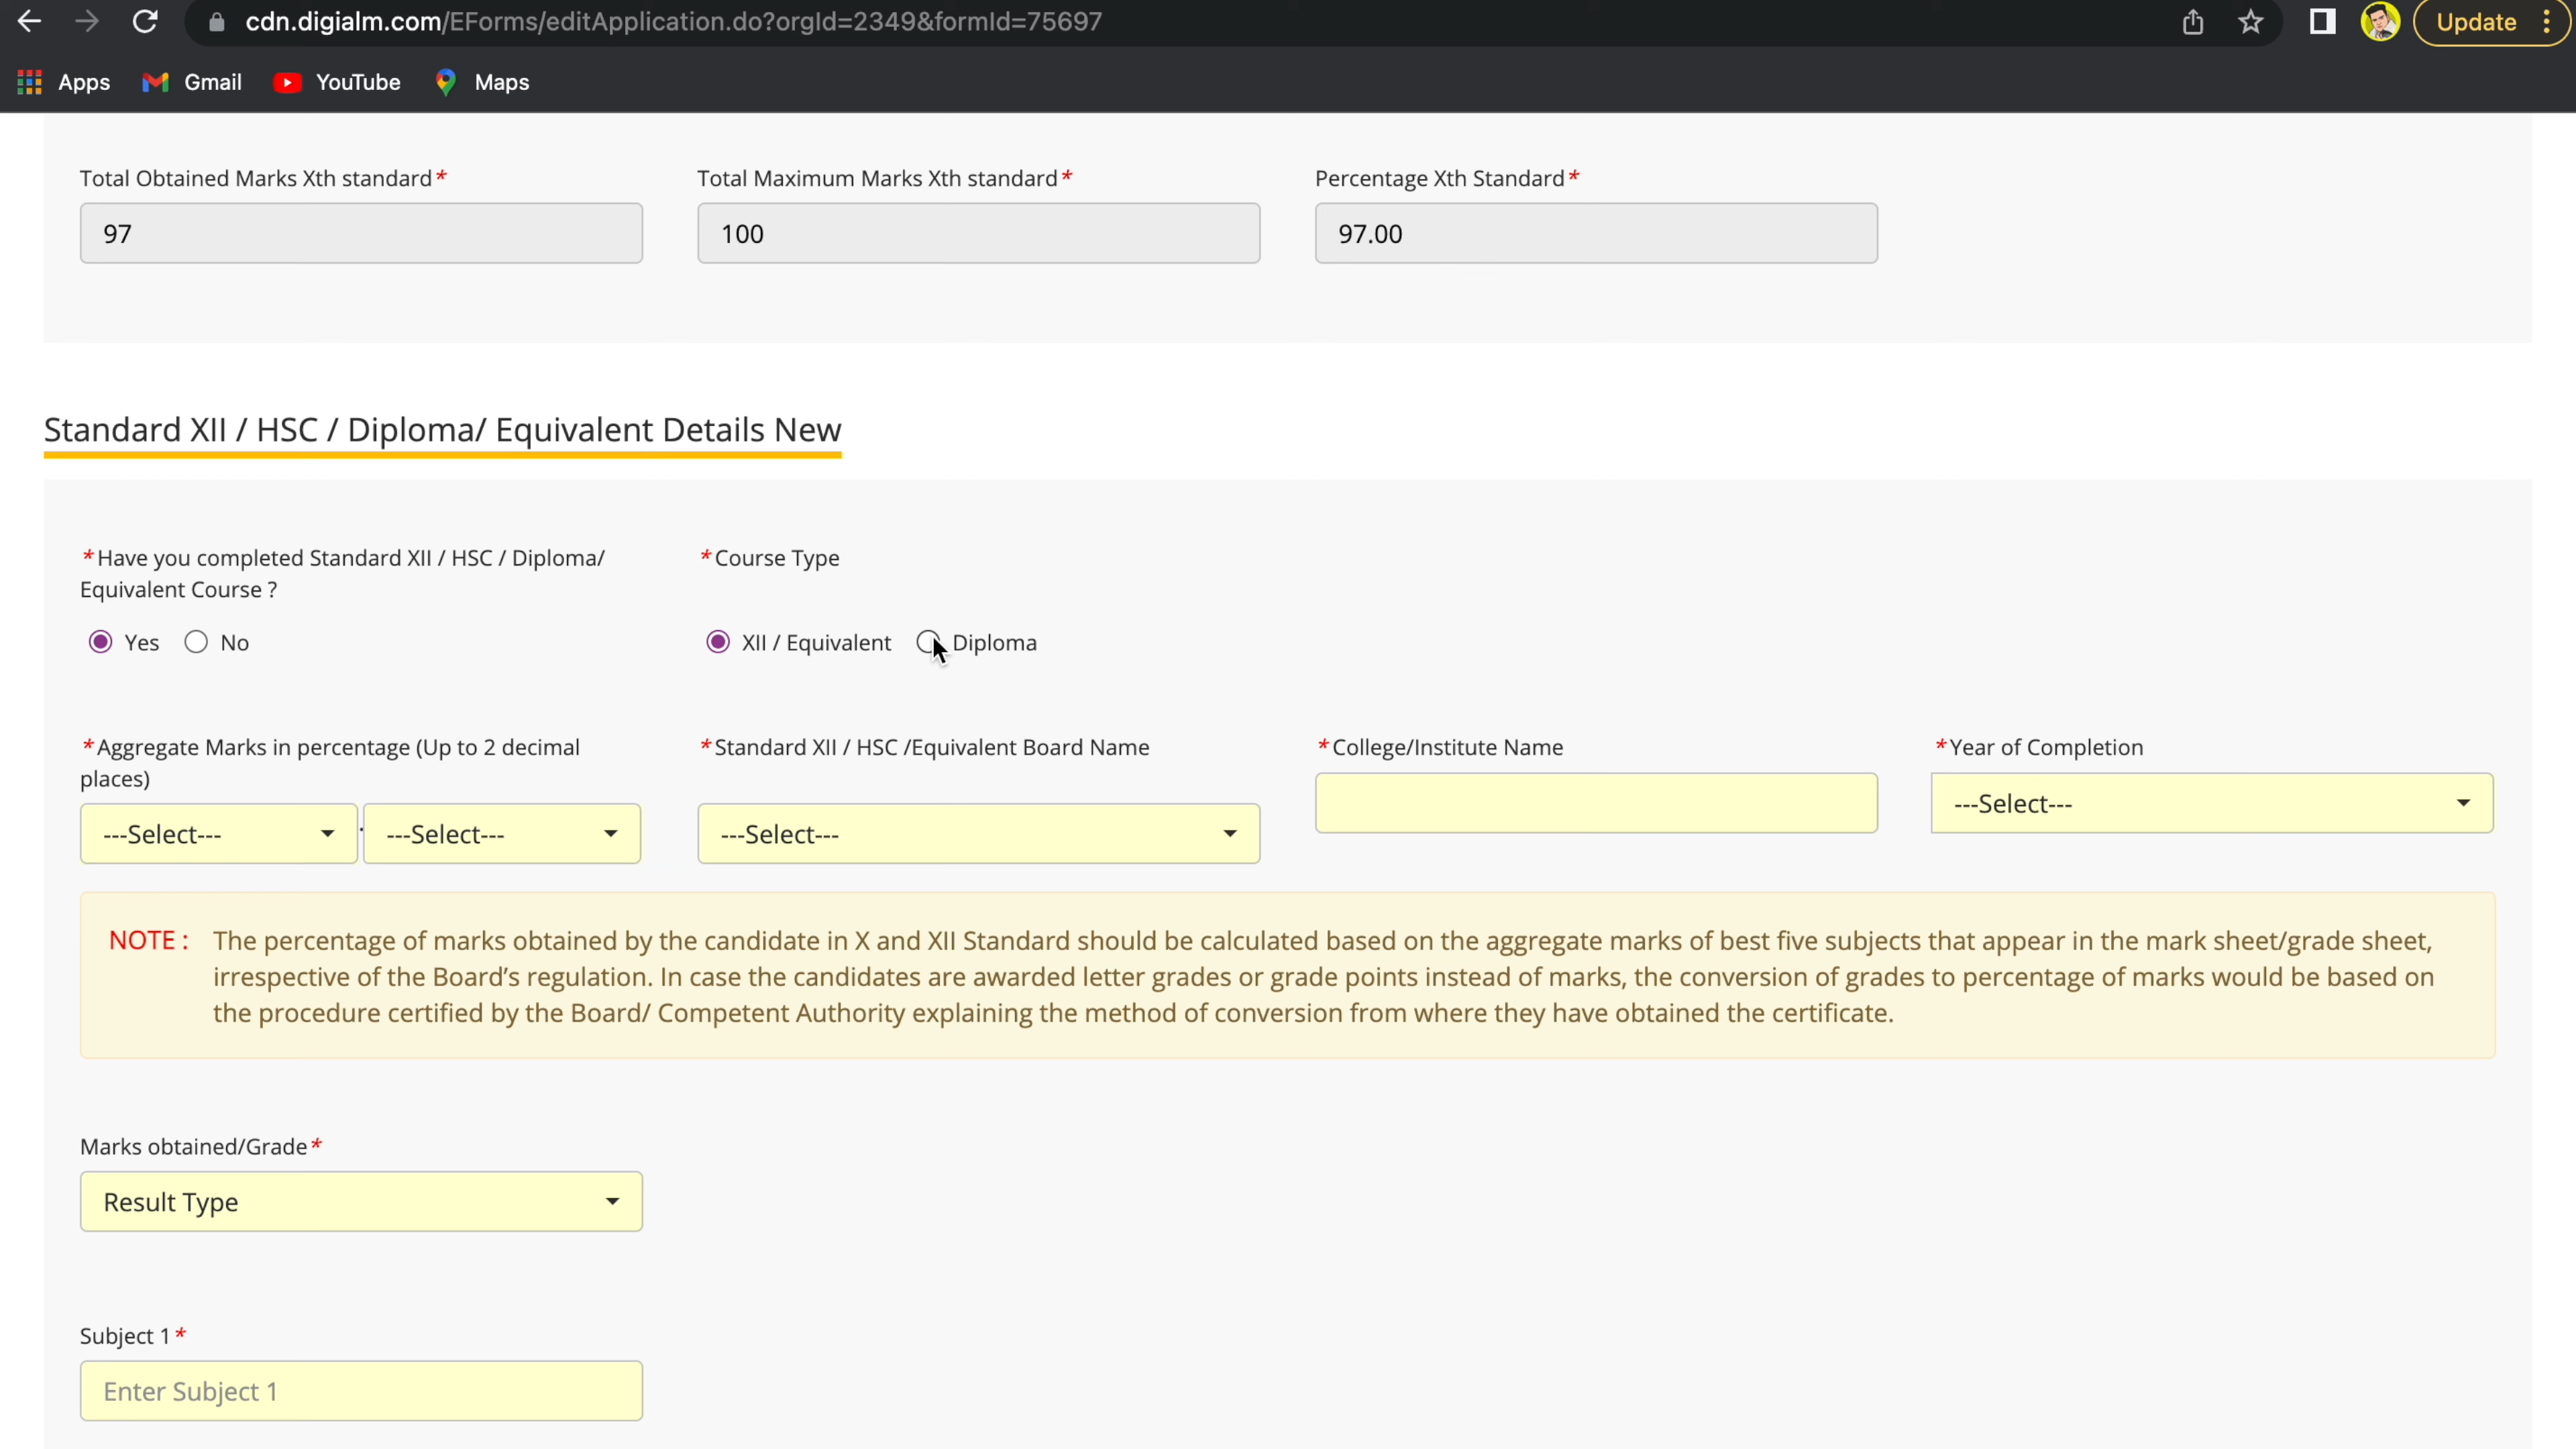 cdn.digialm.com/EForms/editApplication.do?orgId=2349&formId=75697
Update
Apps Gmail YouTube Maps
Total Obtained Marks Xth standard* Total Maximum Marks Xth standard* Percentage Xth Standard*
97 100 97.00
Standard XII / HSC / Diploma/ Equivalent Details New
*Have you completed Standard XII / HSC / Diploma/ *Course Type
Equivalent Course ?
Yes No XII / Equivalent Diploma
*Aggregate Marks in percentage (Up to 2 decimal *Standard XII / HSC /Equivalent Board Name *College/Institute Name *Year of Completion
places)
---Select--- . ---Select--- ---Select--- ---Select---
NOTE : The percentage of marks obtained by the candidate in X and XII Standard should be calculated based on the aggregate marks of best five subjects that appear in the mark sheet/grade sheet,
irrespective of the Board's regulation. In case the candidates are awarded letter grades or grade points instead of marks, the conversion of grades to percentage of marks would be based on
the procedure certified by the Board/ Competent Authority explaining the method of conversion from where they have obtained the certificate.
Marks obtained/Grade*
Result Type
Subject 1*
Enter Subject 1